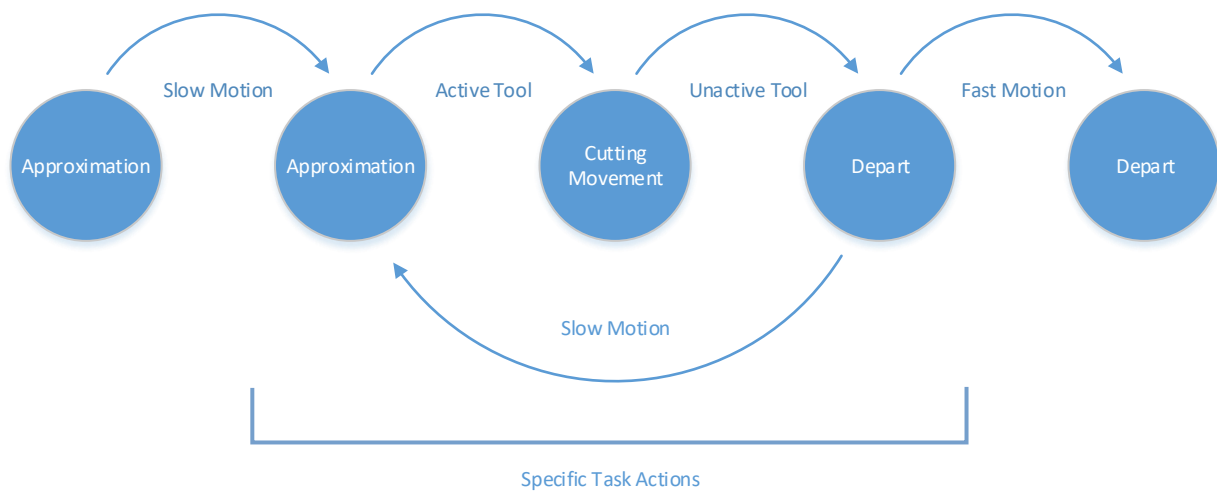 Slow Motion
Active Tool
Unactive Tool
Fast Motion
Approximation
Approximation
Cutting
Movement
Depart
Depart
Slow Motion
Specific Task Actions